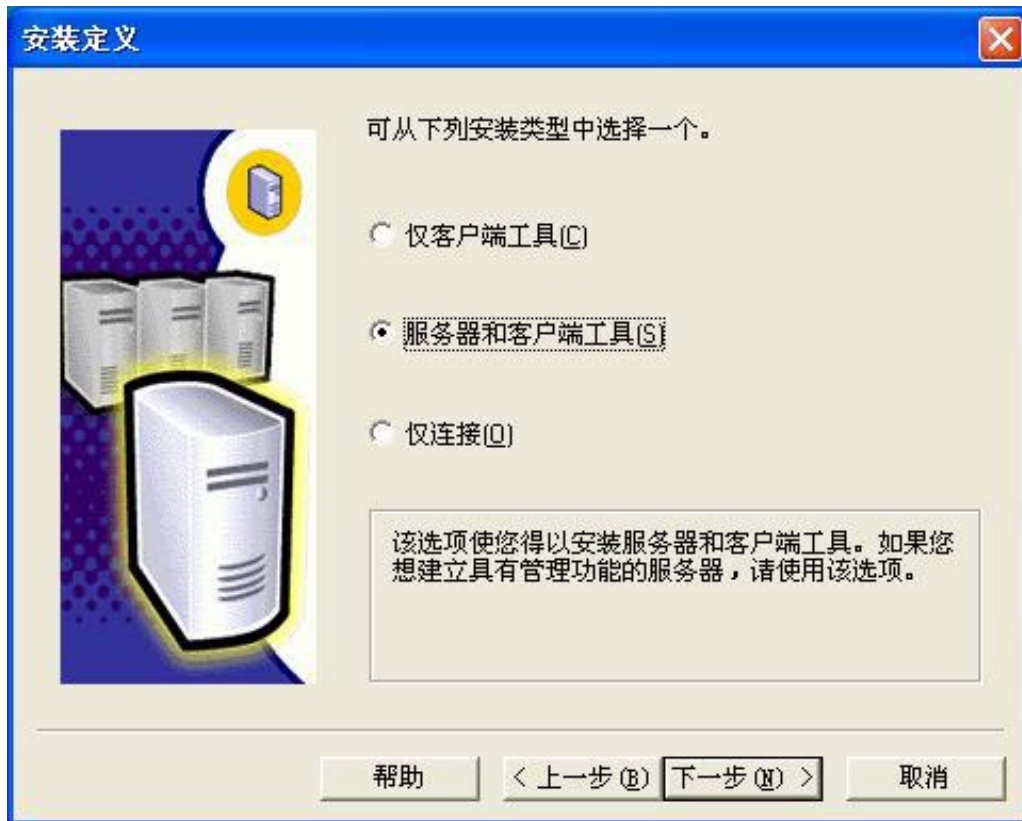 安装定义
可从下列安装类型中选择一个。
仅客户端工具(C)
服务器和客户端工具(S)
仅连接(O)
该选项使您得以安装服务器和客户端工具。如果您
想建立具有管理功能的服务器，请使用该选项。
帮助
< 上一步(B)
下一步(N) >
取消